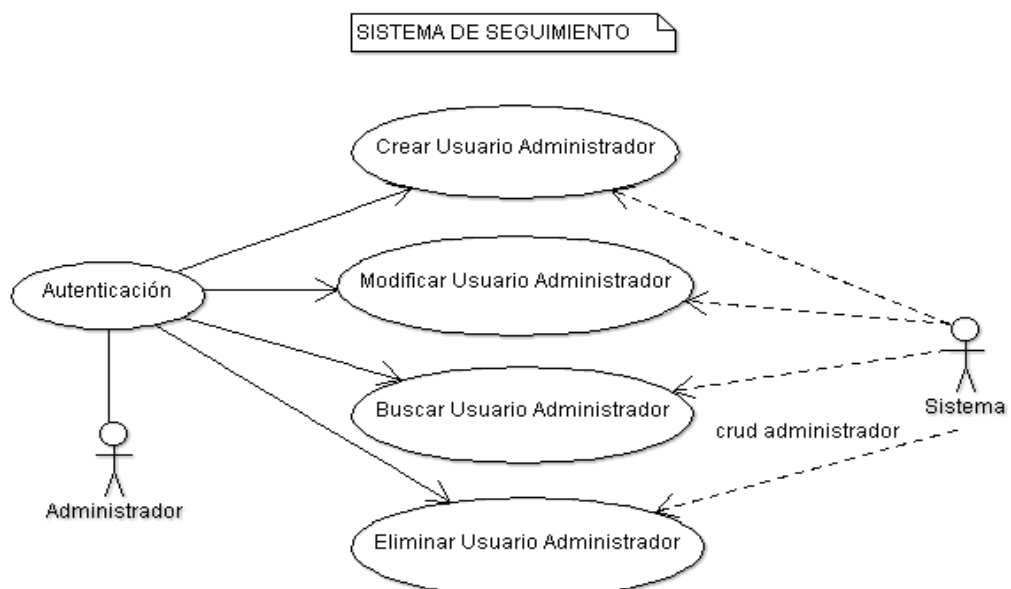 SISTEMA DE SEGUIMIENTO
Crear Usuario Administrador
Autenticación
Modificar Usuario Administrador
Buscar Usuario Administrador
Sistema
crud administrador
Administrador
Eliminar Usuario Administrador